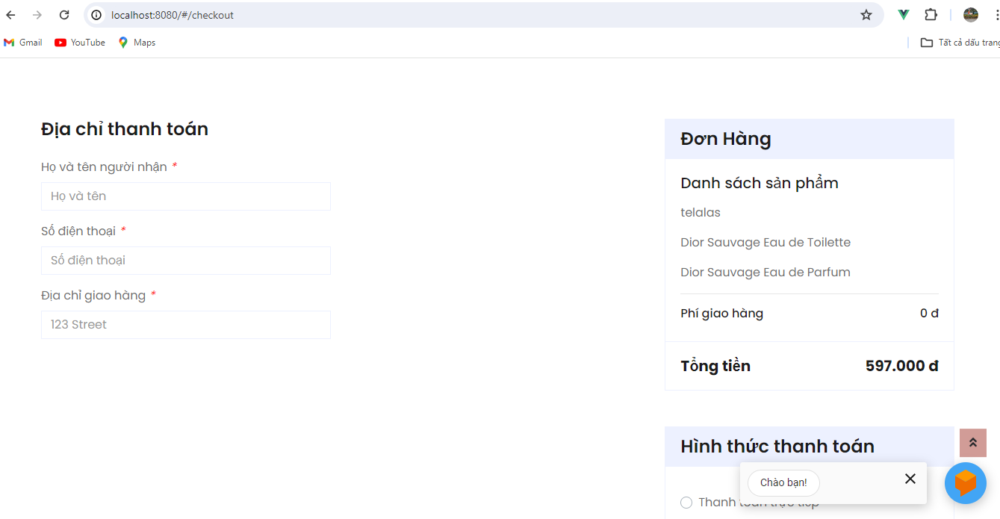 localhost:8080/#/checkout
Gmail YouTube Maps Tất cả dấu trang
Địa chỉ thanh toán
Họ và tên người nhận *
Họ và tên
Số điện thoại *
Số điện thoại
Địa chỉ giao hàng *
123 Street
Đơn Hàng
Danh sách sản phẩm
telalas
Dior Sauvage Eau de Toilette
Dior Sauvage Eau de Parfum
Phí giao hàng 0 đ
Tổng tiền 597.000 đ
Hình thức thanh toán
Chào bạn!
Thanh toán trực tiếp